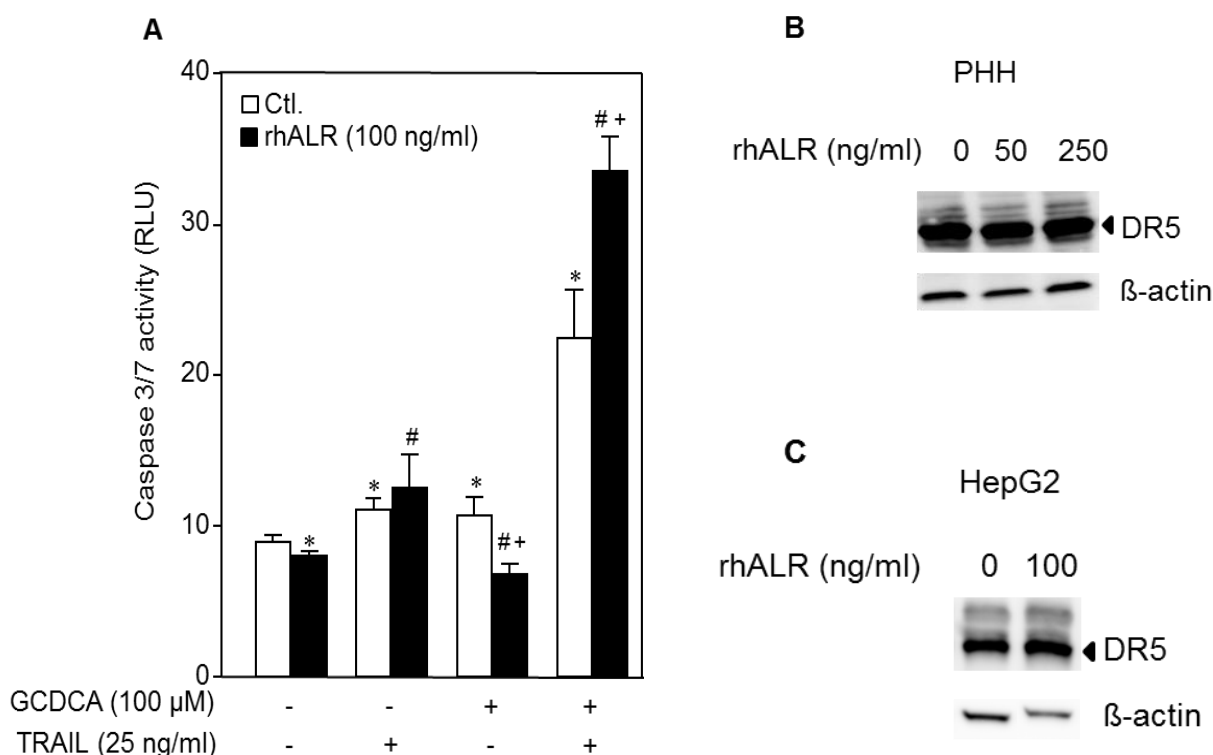 A
Caspase 3/7 activity (RLU)
40
30
20
10
0
Ctl.
rhALR (100 ng/ml)
*
*
#
*
# +
*
# +
GCDCA (100 µM) - - + +
TRAIL (25 ng/ml) - + - +
B
PHH
rhALR (ng/ml) 0 50 250
DR5
ß-actin
C
HepG2
rhALR (ng/ml) 0 100
DR5
ß-actin